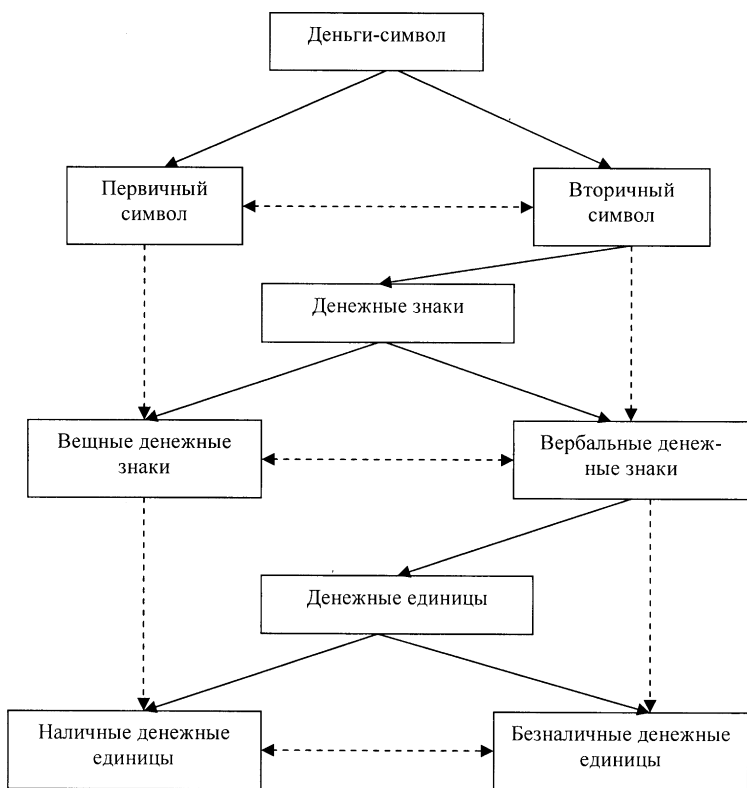 Деньги-символ
Первичный
символ
Вторичный
символ
Денежные знаки
Вещные денежные
знаки
Вербальные денеж-
ные знаки
Денежные единицы
Наличные денежные
единицы
Безналичные денежные
единицы